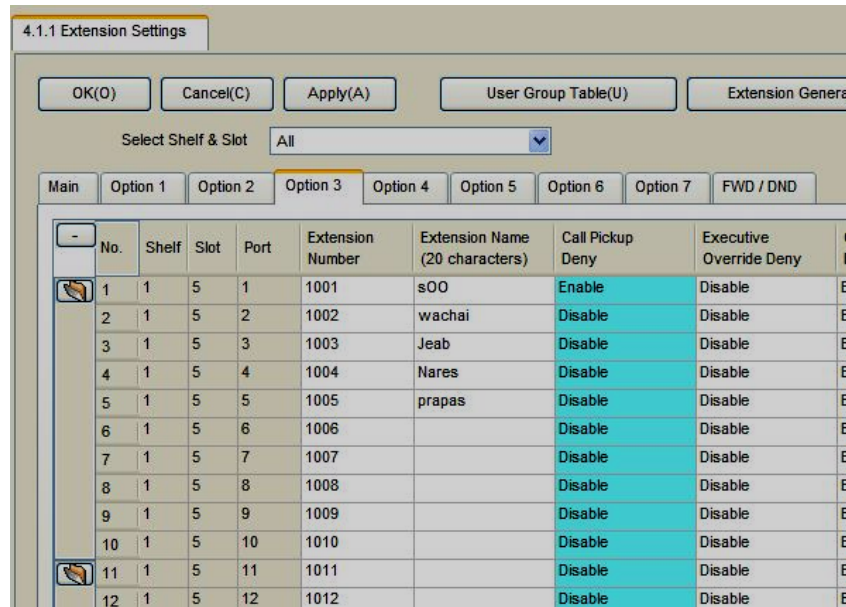 4.1.1 Extension Settings
OK(O) Cancel(C) Apply(A) User Group Table(U) Extension Genera
Select Shelf & Slot All
Main Option 1 Option 2 Option 3 Option 4 Option 5 Option 6 Option 7 FWD / DND
- No. Shelf Slot Port Extension Number Extension Name (20 characters) Call Pickup Deny Executive Override Deny
1 1 5 1 1001 sOO Enable Disable E
2 1 5 2 1002 wachai Disable Disable E
3 1 5 3 1003 Jeab Disable Disable E
4 1 5 4 1004 Nares Disable Disable E
5 1 5 5 1005 prapas Disable Disable E
6 1 5 6 1006 Disable Disable E
7 1 5 7 1007 Disable Disable E
8 1 5 8 1008 Disable Disable E
9 1 5 9 1009 Disable Disable E
10 1 5 10 1010 Disable Disable E
11 1 5 11 1011 Disable Disable E
12 1 5 12 1012 Disable Disable E